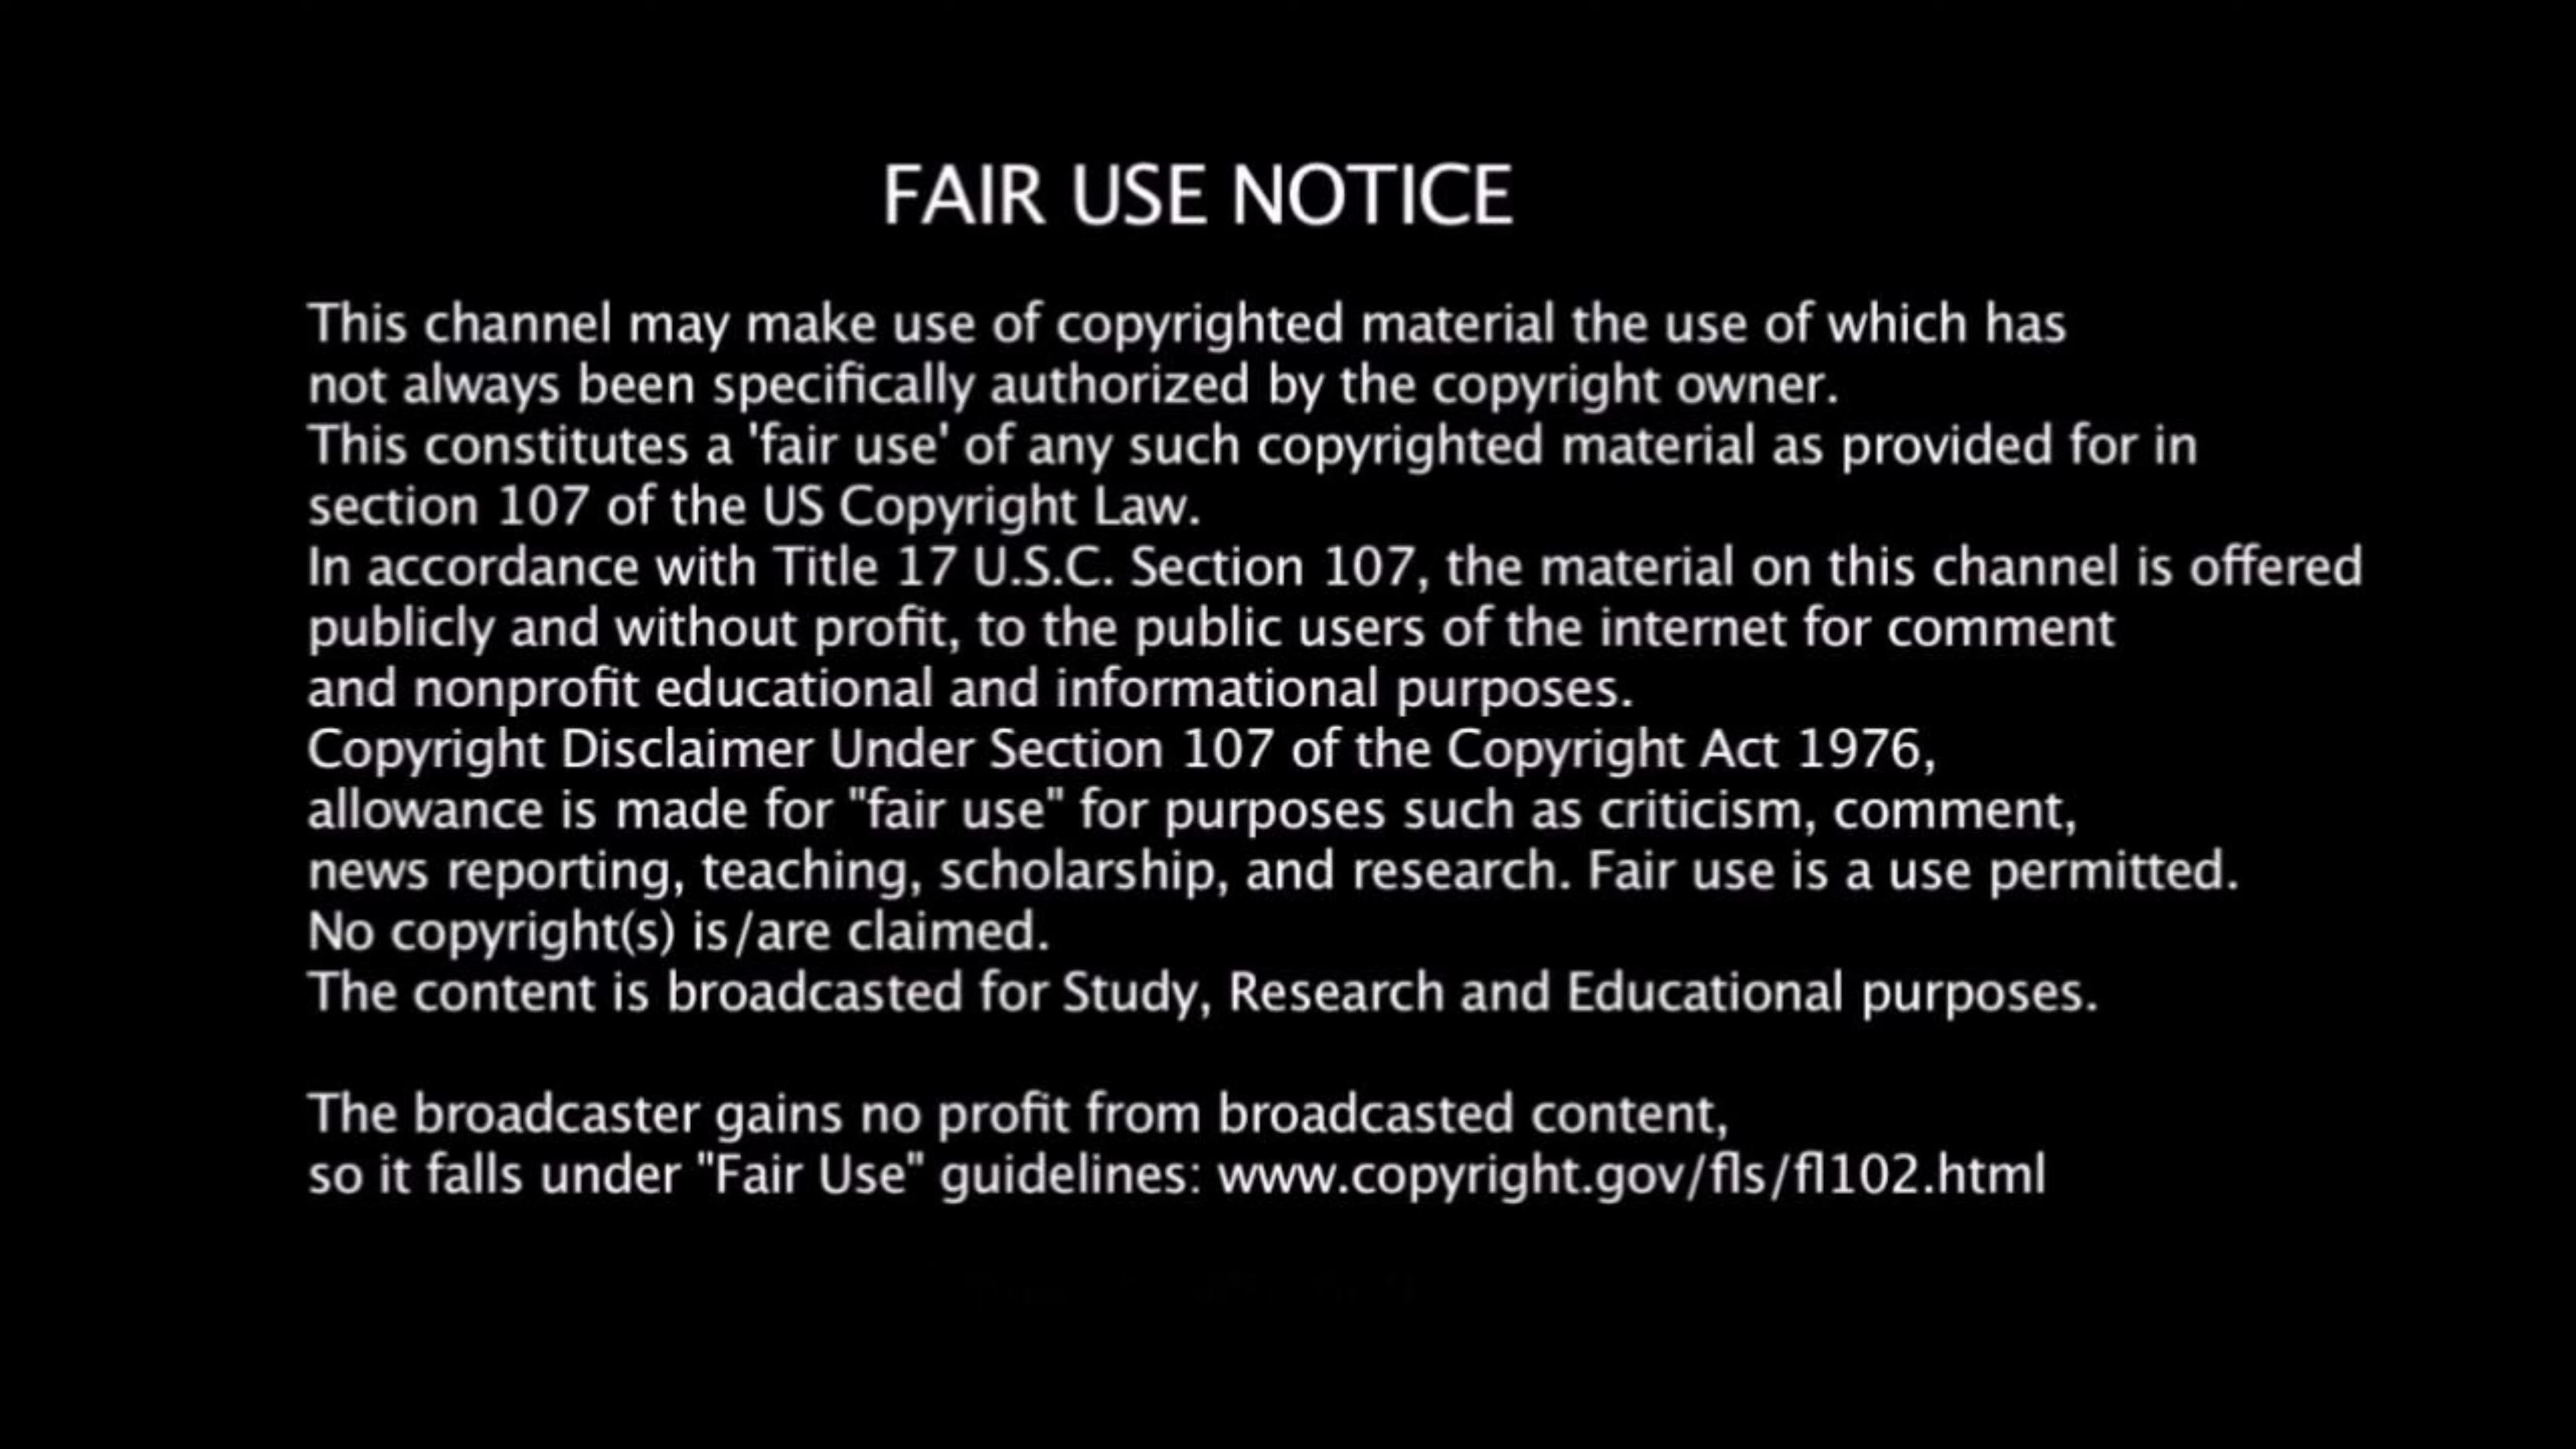 FAIR USE NOTICE
This channel may make use of copyrighted material the use of which has
not always been specifically authorized by the copyright owner.
This constitutes a 'fair use' of any such copyrighted material as provided for in
section 107 of the US Copyright Law.
In accordance with Title 17 U.S.C. Section 107, the material on this channel is offered
publicly and without profit, to the public users of the internet for comment
and nonprofit educational and informational purposes.
Copyright Disclaimer Under Section 107 of the Copyright Act 1976,
allowance is made for "fair use" for purposes such as criticism, comment,
news reporting, teaching, scholarship, and research. Fair use is a use permitted.
No copyright(s) is/are claimed.
The content is broadcasted for Study, Research and Educational purposes.
The broadcaster gains no profit from broadcasted content,
so it falls under "Fair Use" guidelines: www.copyright.gov/fls/fl102.html